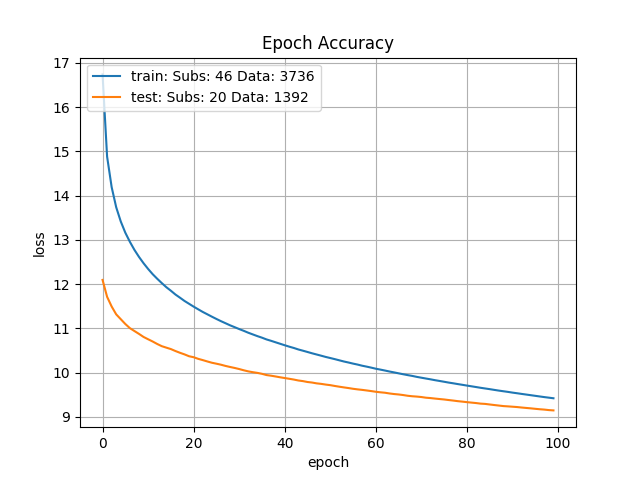 Epoch Accuracy
train: Subs: 46 Data: 3736
test: Subs: 20 Data: 1392
17
16
15
14
13
12
11
10
9
loss
0 20 40 60 80 100
epoch